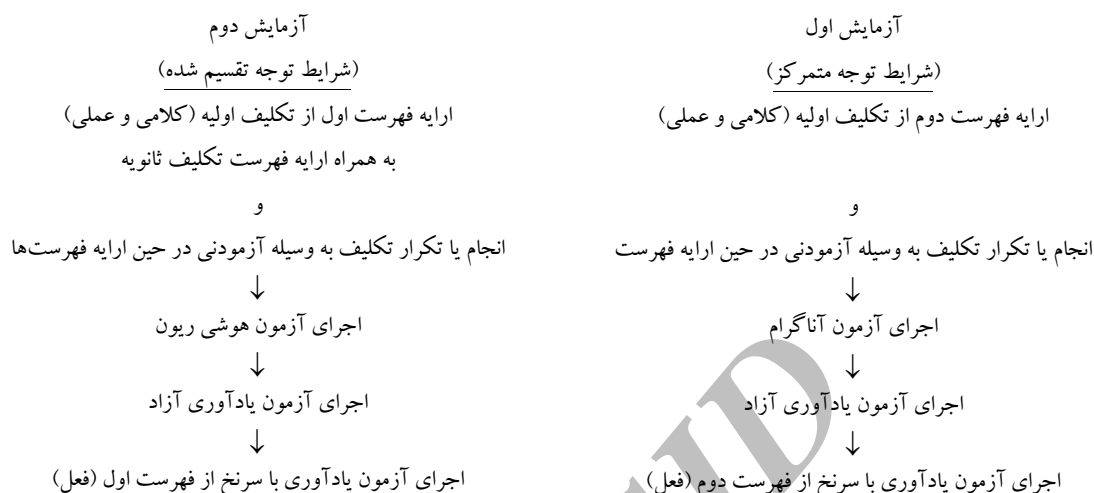 آزمایش اول
(شرایط توجه متمرکز)
ارایه فهرست دوم از تکلیف اولیه (کلامی و عملی)
و
انجام یا تکرار تکلیف به وسیله آزمودنی در حین ارایه فهرست
↓
اجرای آزمون آناگرام
↓
اجرای آزمون یادآوری آزاد
↓
اجرای آزمون یادآوری با سرنخ از فهرست دوم (فعل)
آزمایش دوم
(شرایط توجه تقسیم شده)
ارایه فهرست اول از تکلیف اولیه (کلامی و عملی)
به همراه ارایه فهرست تکلیف ثانویه
و
انجام یا تکرار تکلیف به وسیله آزمودنی در حین ارایه فهرست‌ها
↓
اجرای آزمون هوشی ریون
↓
اجرای آزمون یادآوری آزاد
↓
اجرای آزمون یادآوری با سرنخ از فهرست اول (فعل)